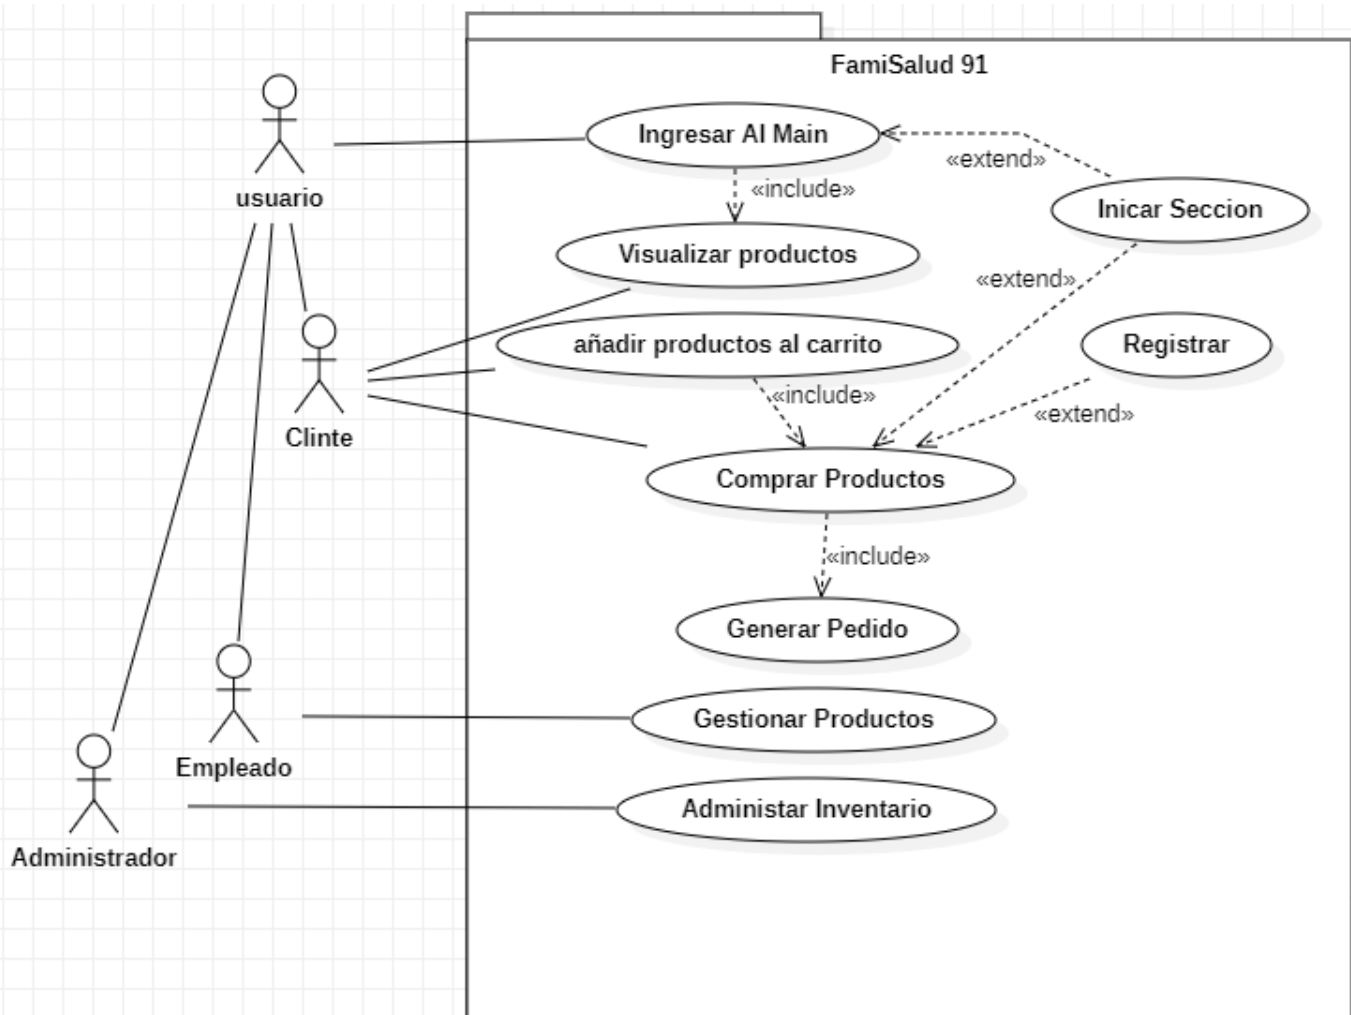 FamiSalud 91
Ingresar Al Main
«extend»
usuario
«include»
Inicar Seccion
Visualizar productos
«extend»
añadir productos al carrito
Registrar
«include»
«extend»
Clinte
Comprar Productos
«include»
Generar Pedido
Gestionar Productos
Empleado
Administar Inventario
Administrador